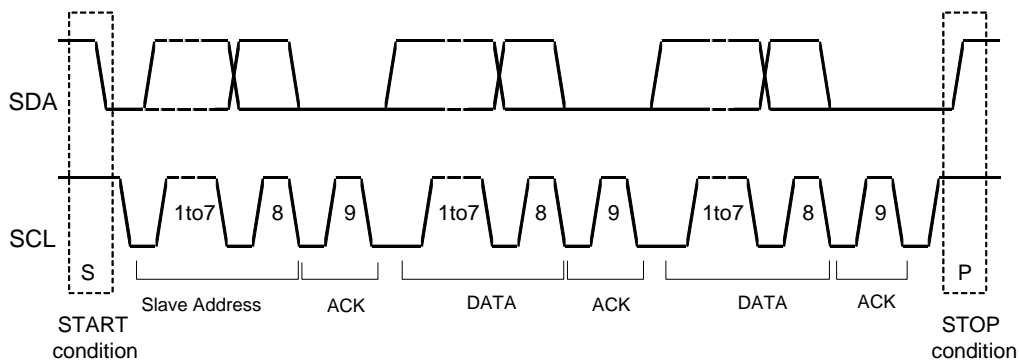 SDA
SCL
1to7 8 9 1to7 8 9 1to7 8 9
S P
Slave Address ACK DATA ACK DATA ACK
START
condition
STOP
condition